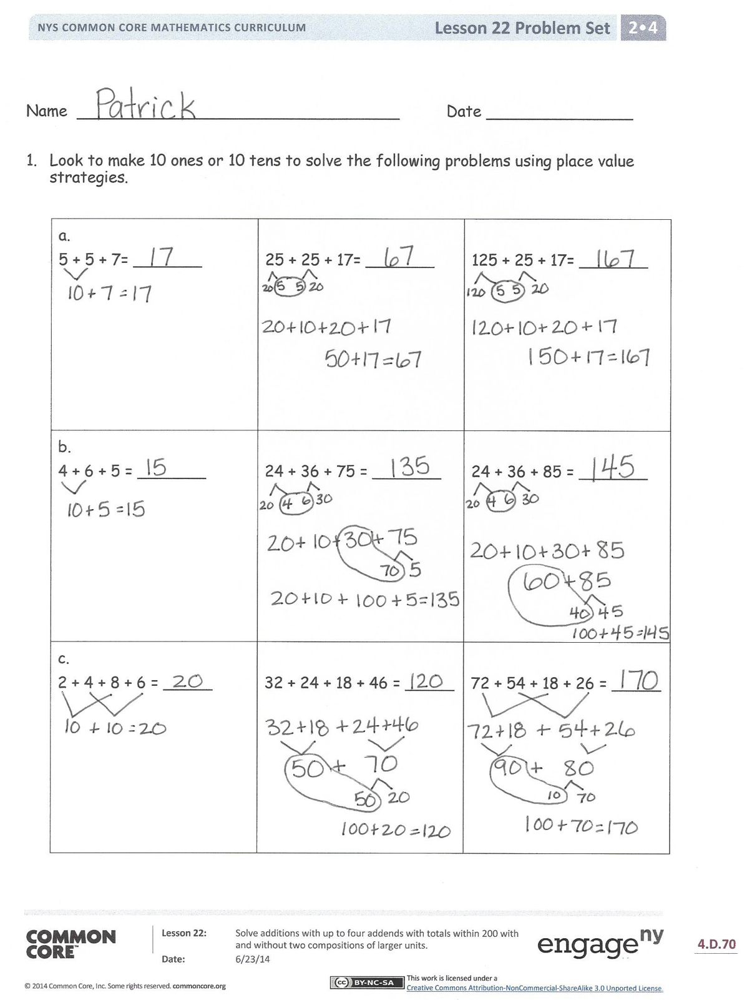 NYS COMMON CORE MATHEMATICS CURRICULUM Lesson 22 Problem Set 2•4
Name Patrick Date
1. Look to make 10 ones or 10 tens to solve the following problems using place value
strategies.
a.
5 + 5 + 7= 17
10+7=17
25 + 25 + 17= 67
20 5 5 20
20+10+20+17
50+17=67
125 + 25 + 17= 167
120 5 5 20
120+10+20+17
150+17=167
b.
4 + 6 + 5 = 15
10+5=15
24 + 36 + 75 = 135
20 4 6 30
20+10+30+75
70 5
20+10+100+5=135
24 + 36 + 85 = 145
20 4 6 30
20+10+30+85
60+85
40 45
100+45=145
c.
2 + 4 + 8 + 6 = 20
10+10=20
32 + 24 + 18 + 46 = 120
32+18+24+46
50+ 70
50 20
100+20=120
72 + 54 + 18 + 26 = 170
72+18 + 54+26
90+ 80
10 70
100+70=170
COMMON
CORE™
Lesson 22: Solve additions with up to four addends with totals within 200 with
and without two compositions of larger units.
Date: 6/23/14
engageny
4.D.70
© 2014 Common Core, Inc. Some rights reserved. commoncore.org
cc BY-NC-SA
This work is licensed under a
Creative Commons Attribution-NonCommercial-ShareAlike 3.0 Unported License.